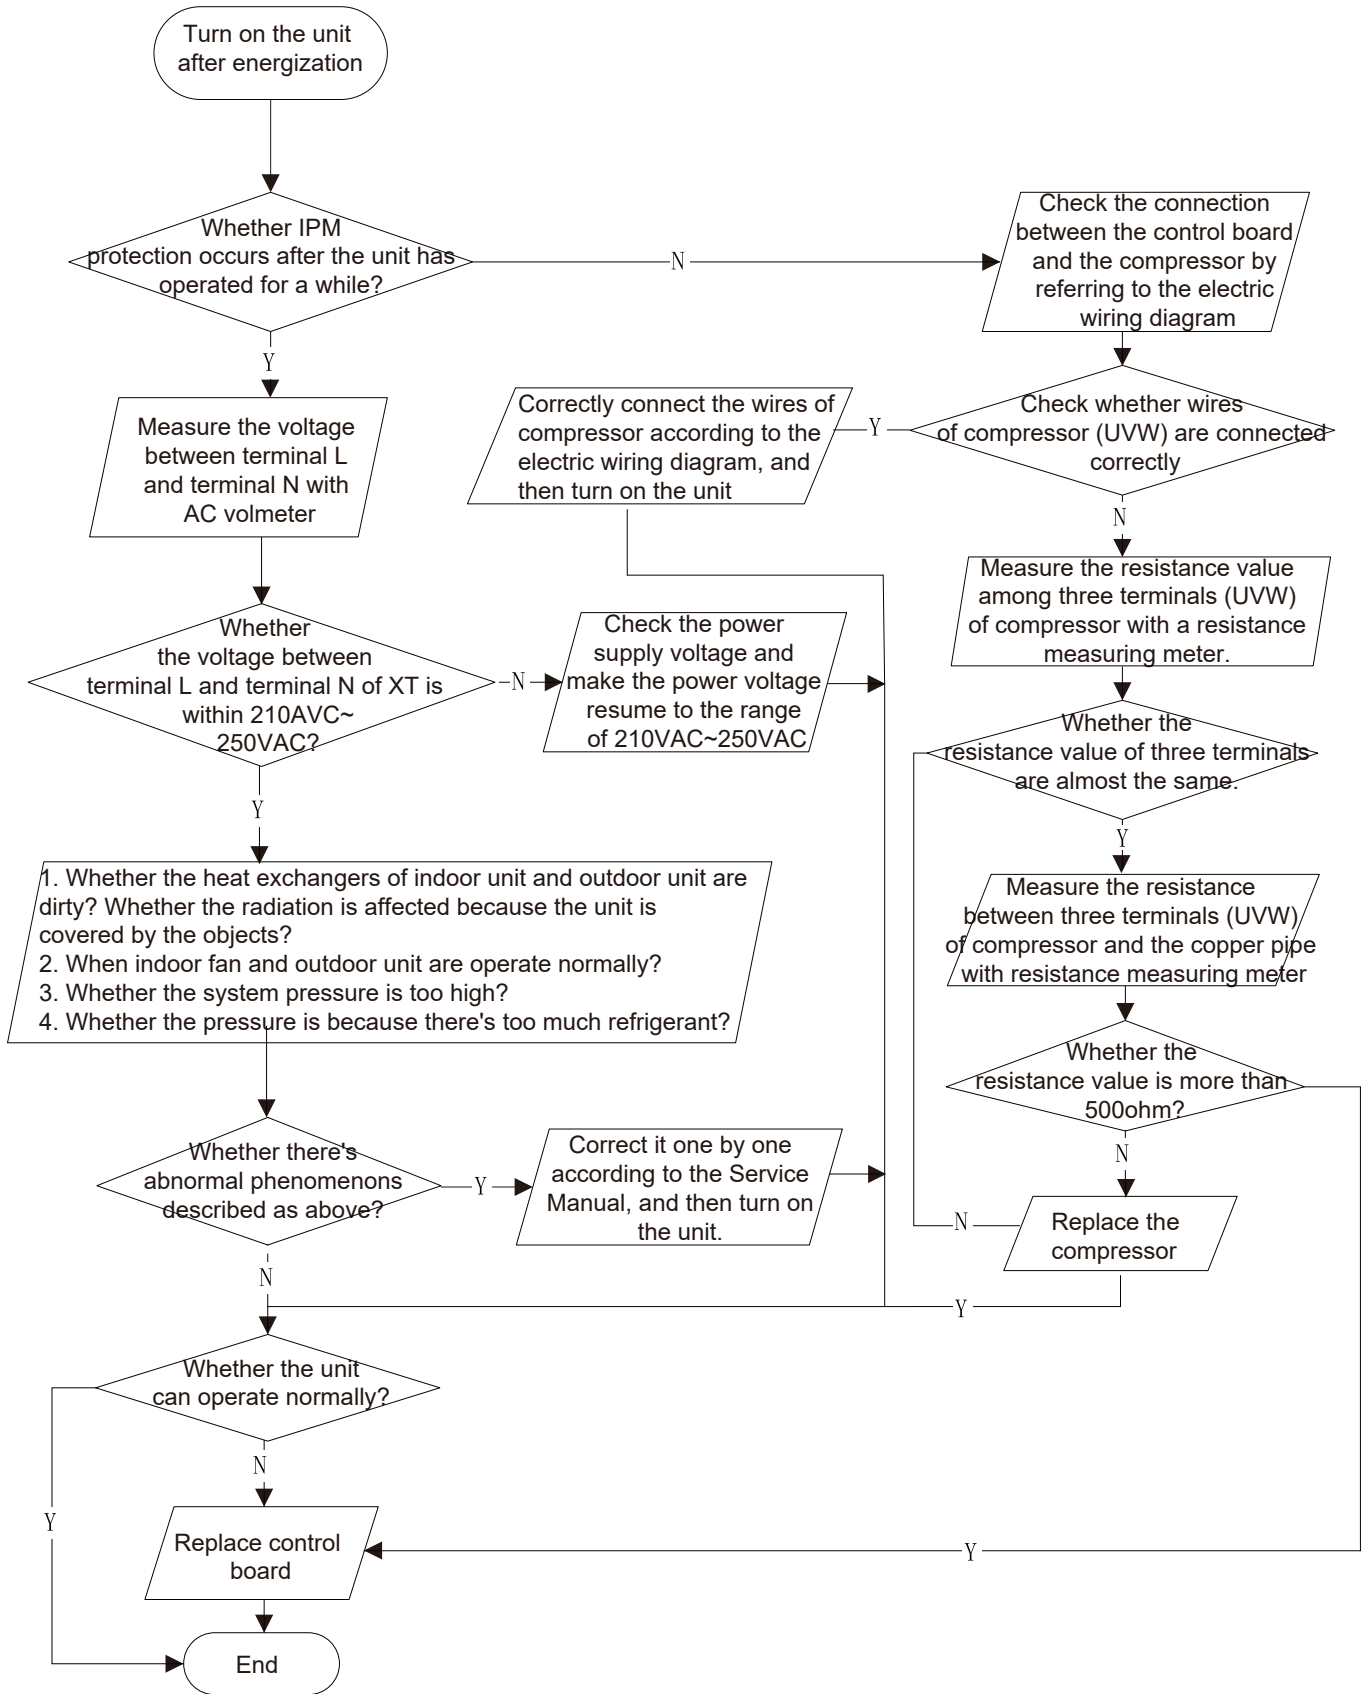 Turn on the unit
after energization
Whether IPM
protection occurs after the unit has
operated for a while?
N
Check the connection
between the control board
and the compressor by
referring to the electric
wiring diagram
Y
Measure the voltage
between terminal L
and terminal N with
AC volmeter
Correctly connect the wires of
compressor according to the
electric wiring diagram, and
then turn on the unit
Y
Check whether wires
of compressor (UVW) are connected
correctly
N
Measure the resistance value
among three terminals (UVW)
of compressor with a resistance
measuring meter.
Whether
the voltage between
terminal L and terminal N of XT is
within 210AVC~
250VAC?
N
Check the power
supply voltage and
make the power voltage
resume to the range
of 210VAC~250VAC
Whether the
resistance value of three terminals
are almost the same.
Y
Y
1. Whether the heat exchangers of indoor unit and outdoor unit are
dirty? Whether the radiation is affected because the unit is
covered by the objects?
2. When indoor fan and outdoor unit are operate normally?
3. Whether the system pressure is too high?
4. Whether the pressure is because there's too much refrigerant?
Measure the resistance
between three terminals (UVW)
of compressor and the copper pipe
with resistance measuring meter
Whether the
resistance value is more than
500ohm?
N
Whether there's
abnormal phenomenons
described as above?
Y
Correct it one by one
according to the Service
Manual, and then turn on
the unit.
N
Replace the
compressor
N
Y
Whether the unit
can operate normally?
N
Y
Replace control
board
Y
End